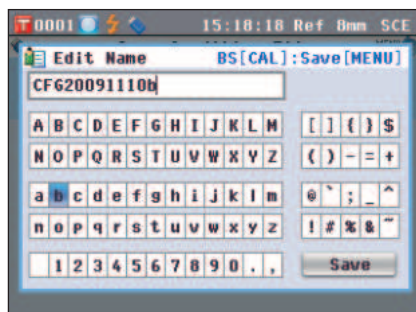 T0001 15:18:18 Ref 8mm SCE
Edit Name BS[CAL]:Save[MENU]
CFG20091110b
A B C D E F G H I J K L M [ ] { } $
N O P Q R S T U V W X Y Z ( ) - = +
a b c d e f g h i j k l m @ ` ; _ ^
n o p q r s t u v w x y z ! # % & ~
1 2 3 4 5 6 7 8 9 0 . , Save